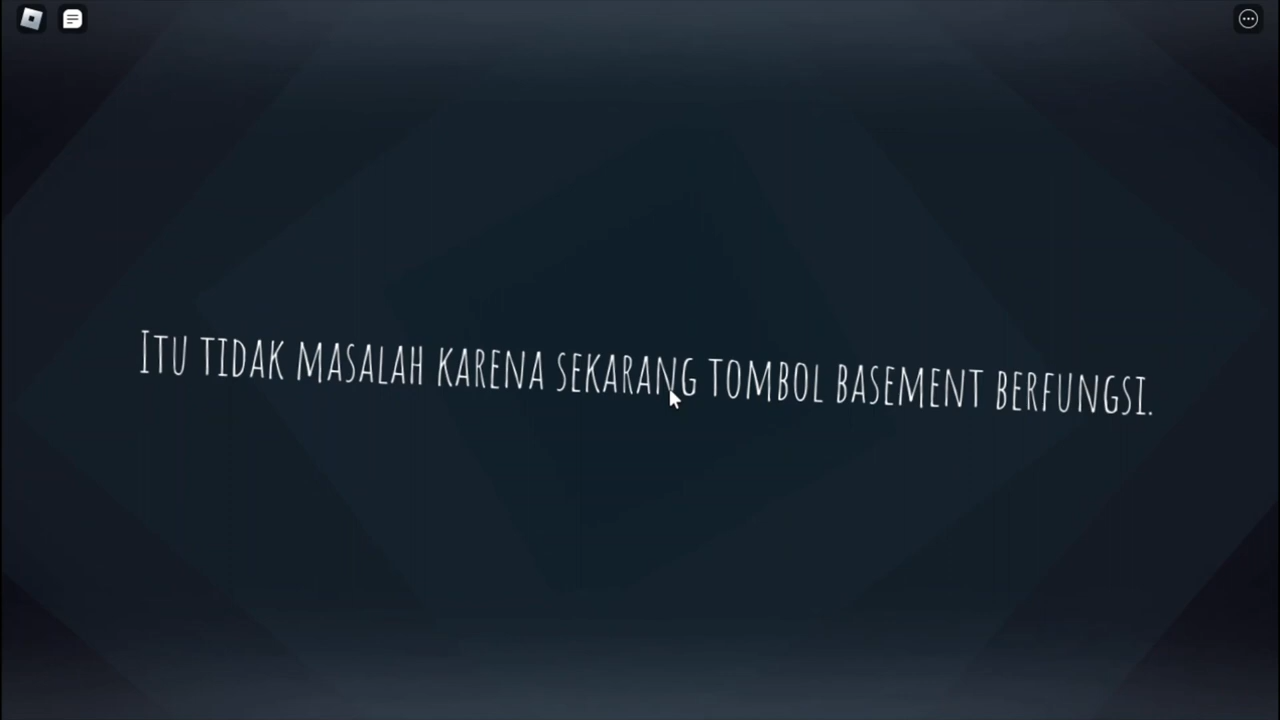 Itu tidak masalah karena sekarang tombol basement berfungsi.